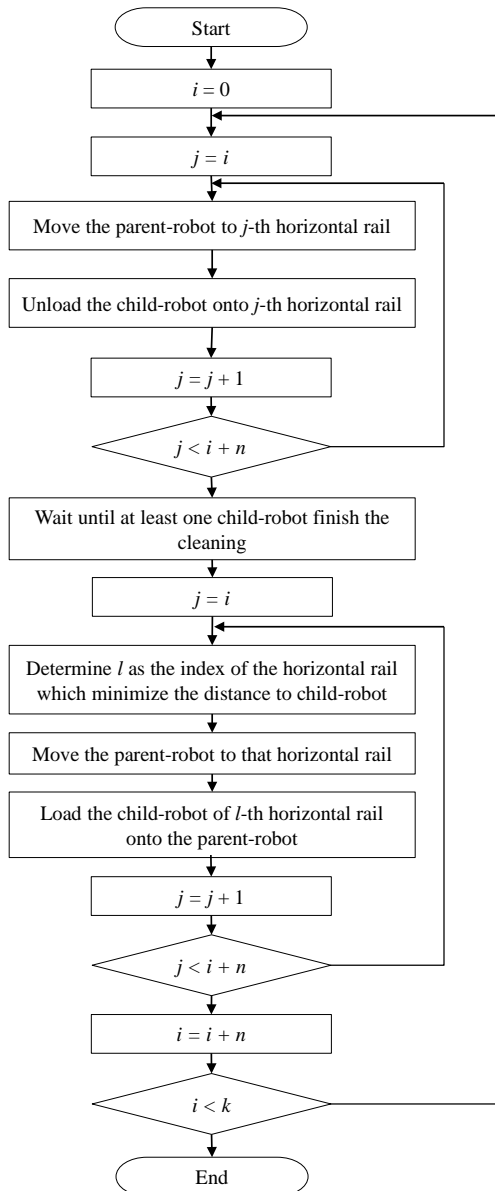 Start
i = 0
j = i
Move the parent-robot to j-th horizontal rail
Unload the child-robot onto j-th horizontal rail
j = j + 1
j < i + n
Wait until at least one child-robot finish the
cleaning
j = i
Determine l as the index of the horizontal rail
which minimize the distance to child-robot
Move the parent-robot to that horizontal rail
Load the child-robot of l-th horizontal rail
onto the parent-robot
j = j + 1
j < i + n
i = i + n
i < k
End